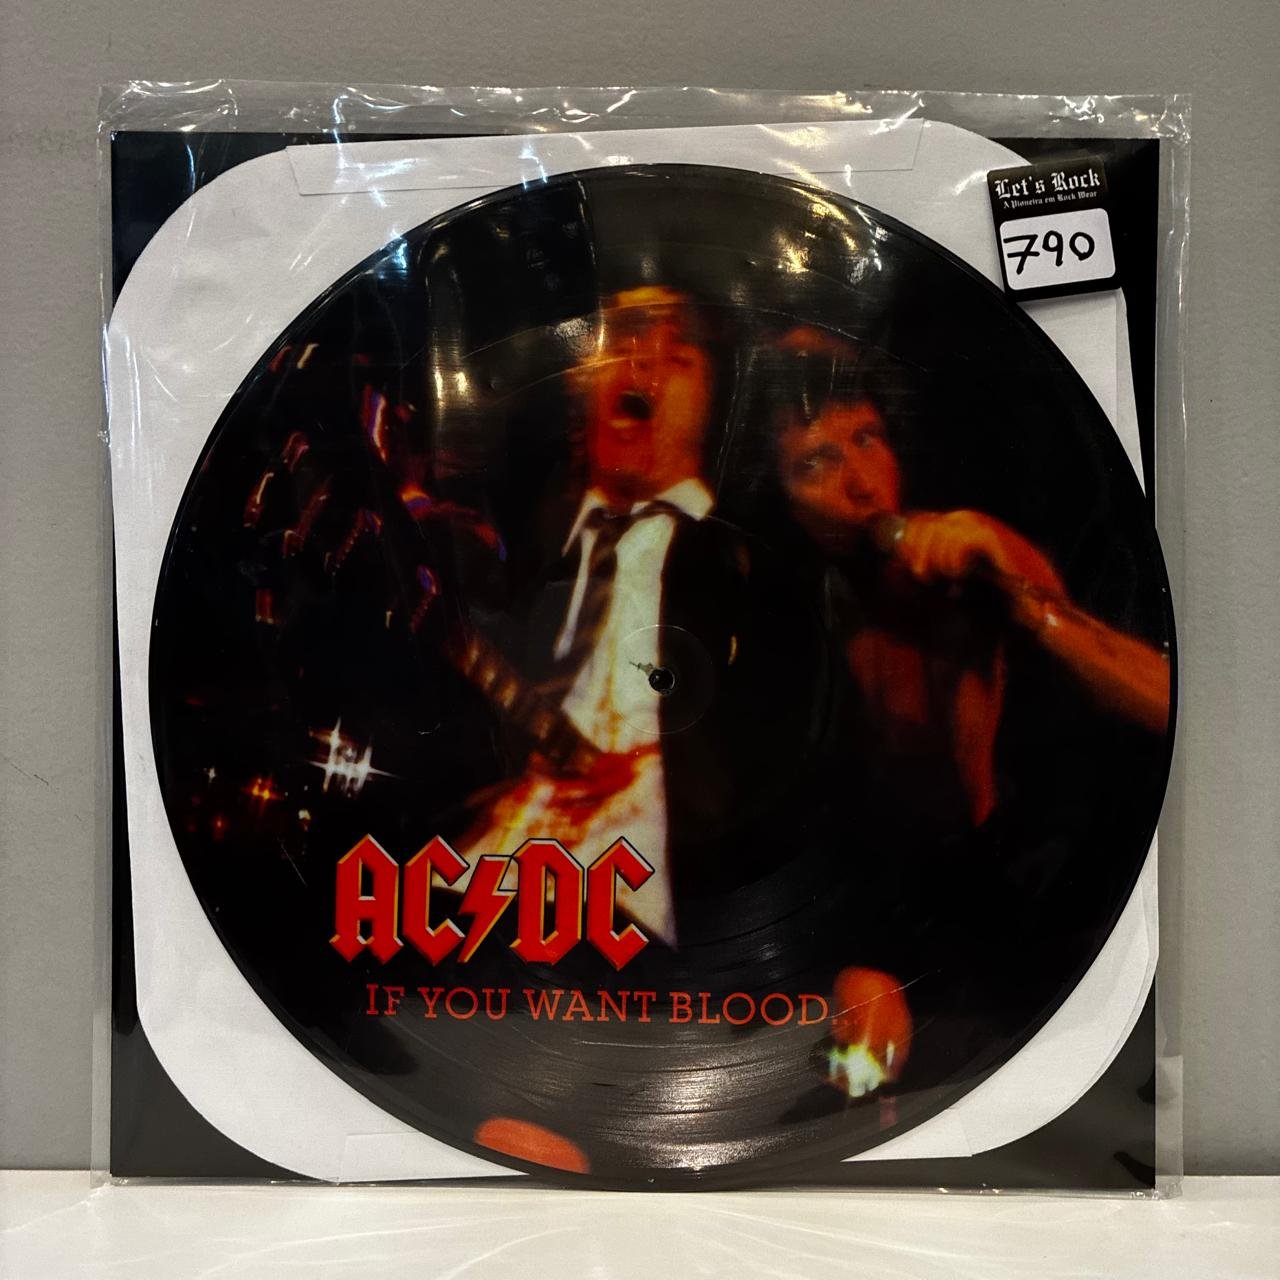 Let's Rock
A Pioneira em Rock Wear
790
AC⚡DC
IF YOU WANT BLOOD...